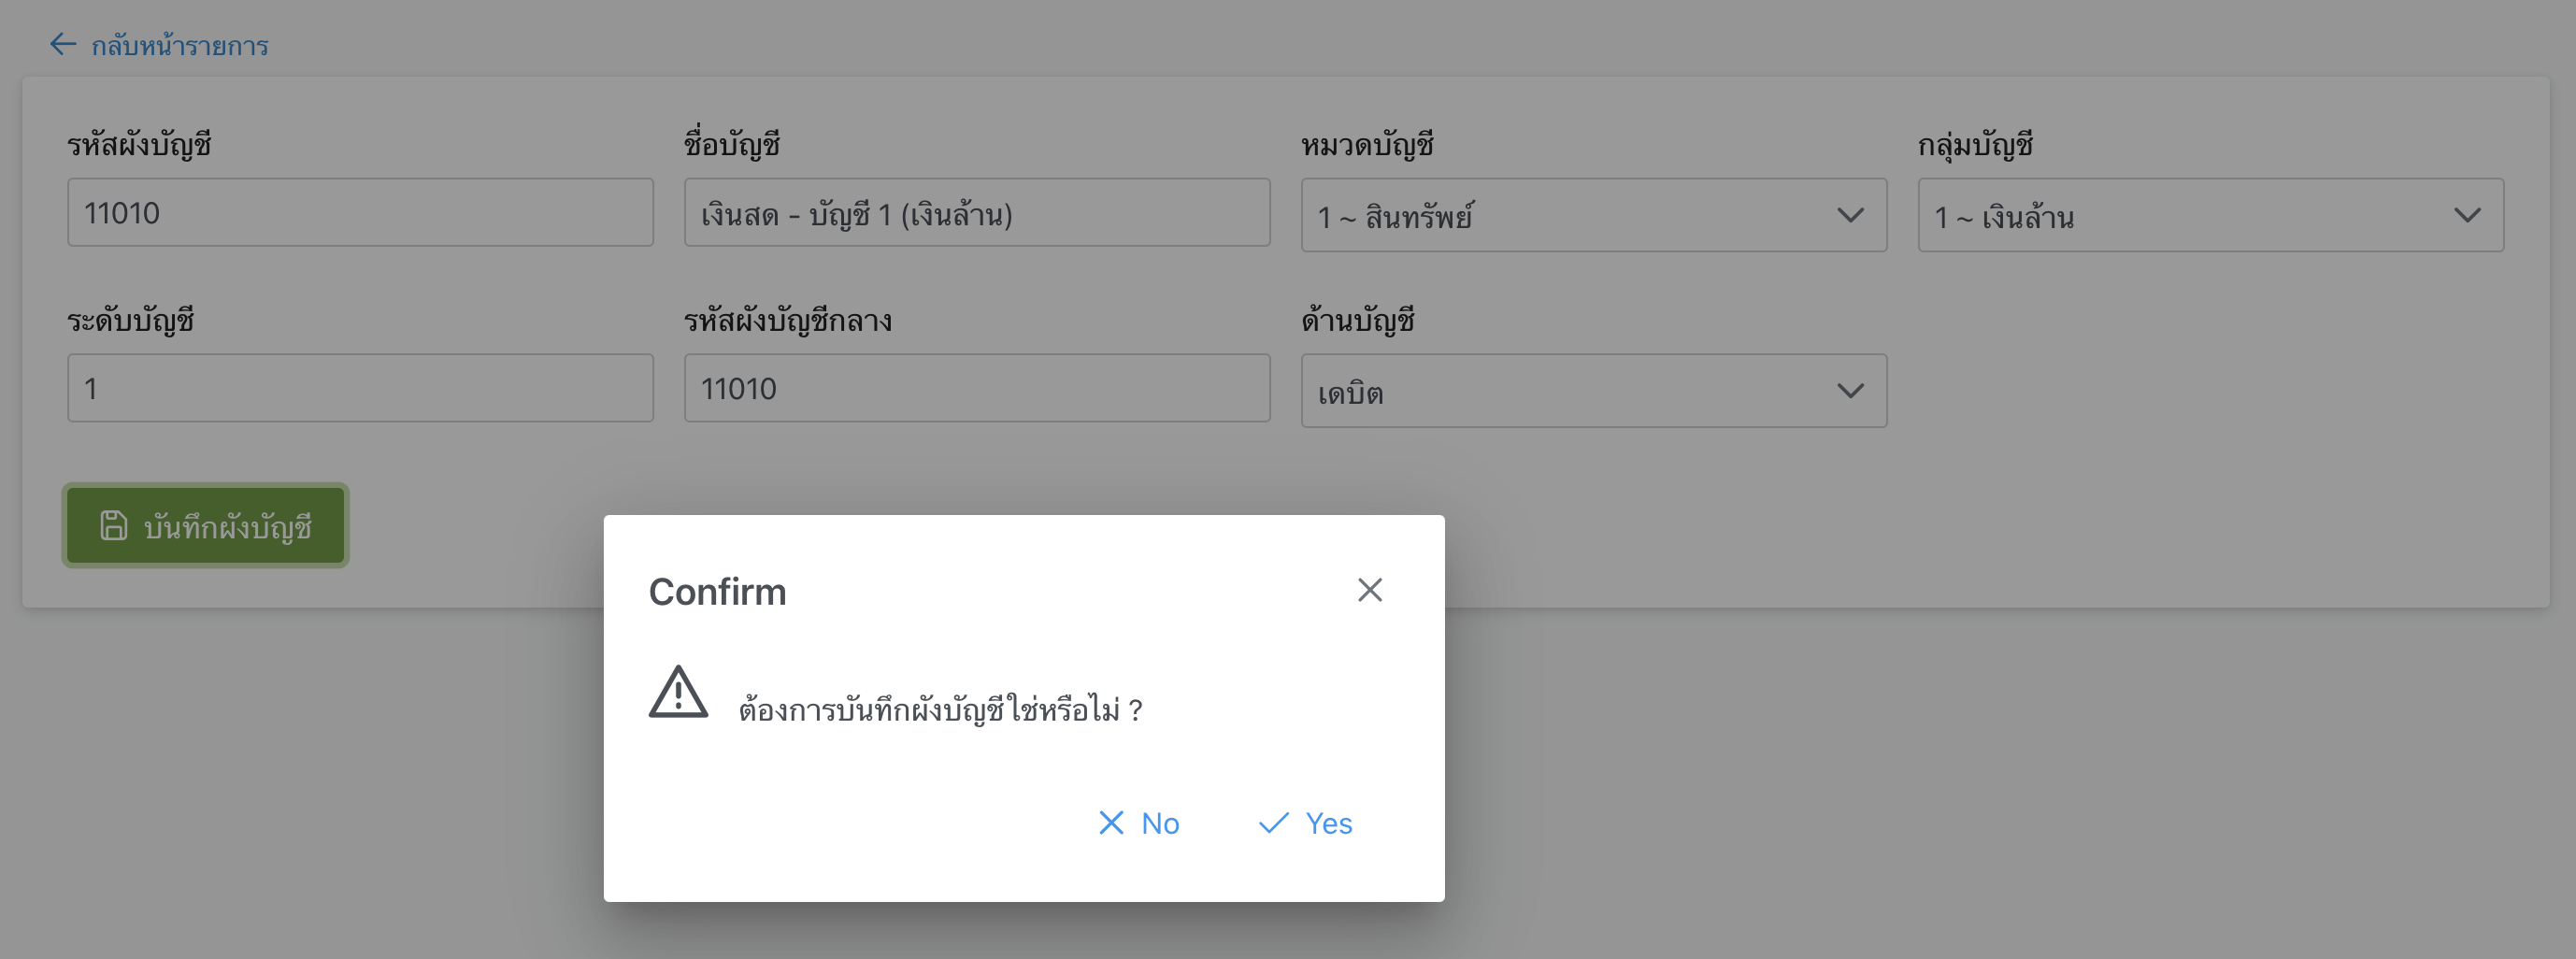 กลับหน้ารายการ
รหัสผังบัญชี
ชื่อบัญชี
หมวดบัญชี
กลุ่มบัญชี
11010
เงินสด - บัญชี 1 (เงินล้าน)
1 ~ สินทรัพย์
1 ~ เงินล้าน
ระดับบัญชี
รหัสผังบัญชีกลาง
ด้านบัญชี
1
11010
เดบิต
บันทึกผังบัญชี
Confirm
ต้องการบันทึกผังบัญชี ใช่หรือไม่ ?
No
Yes